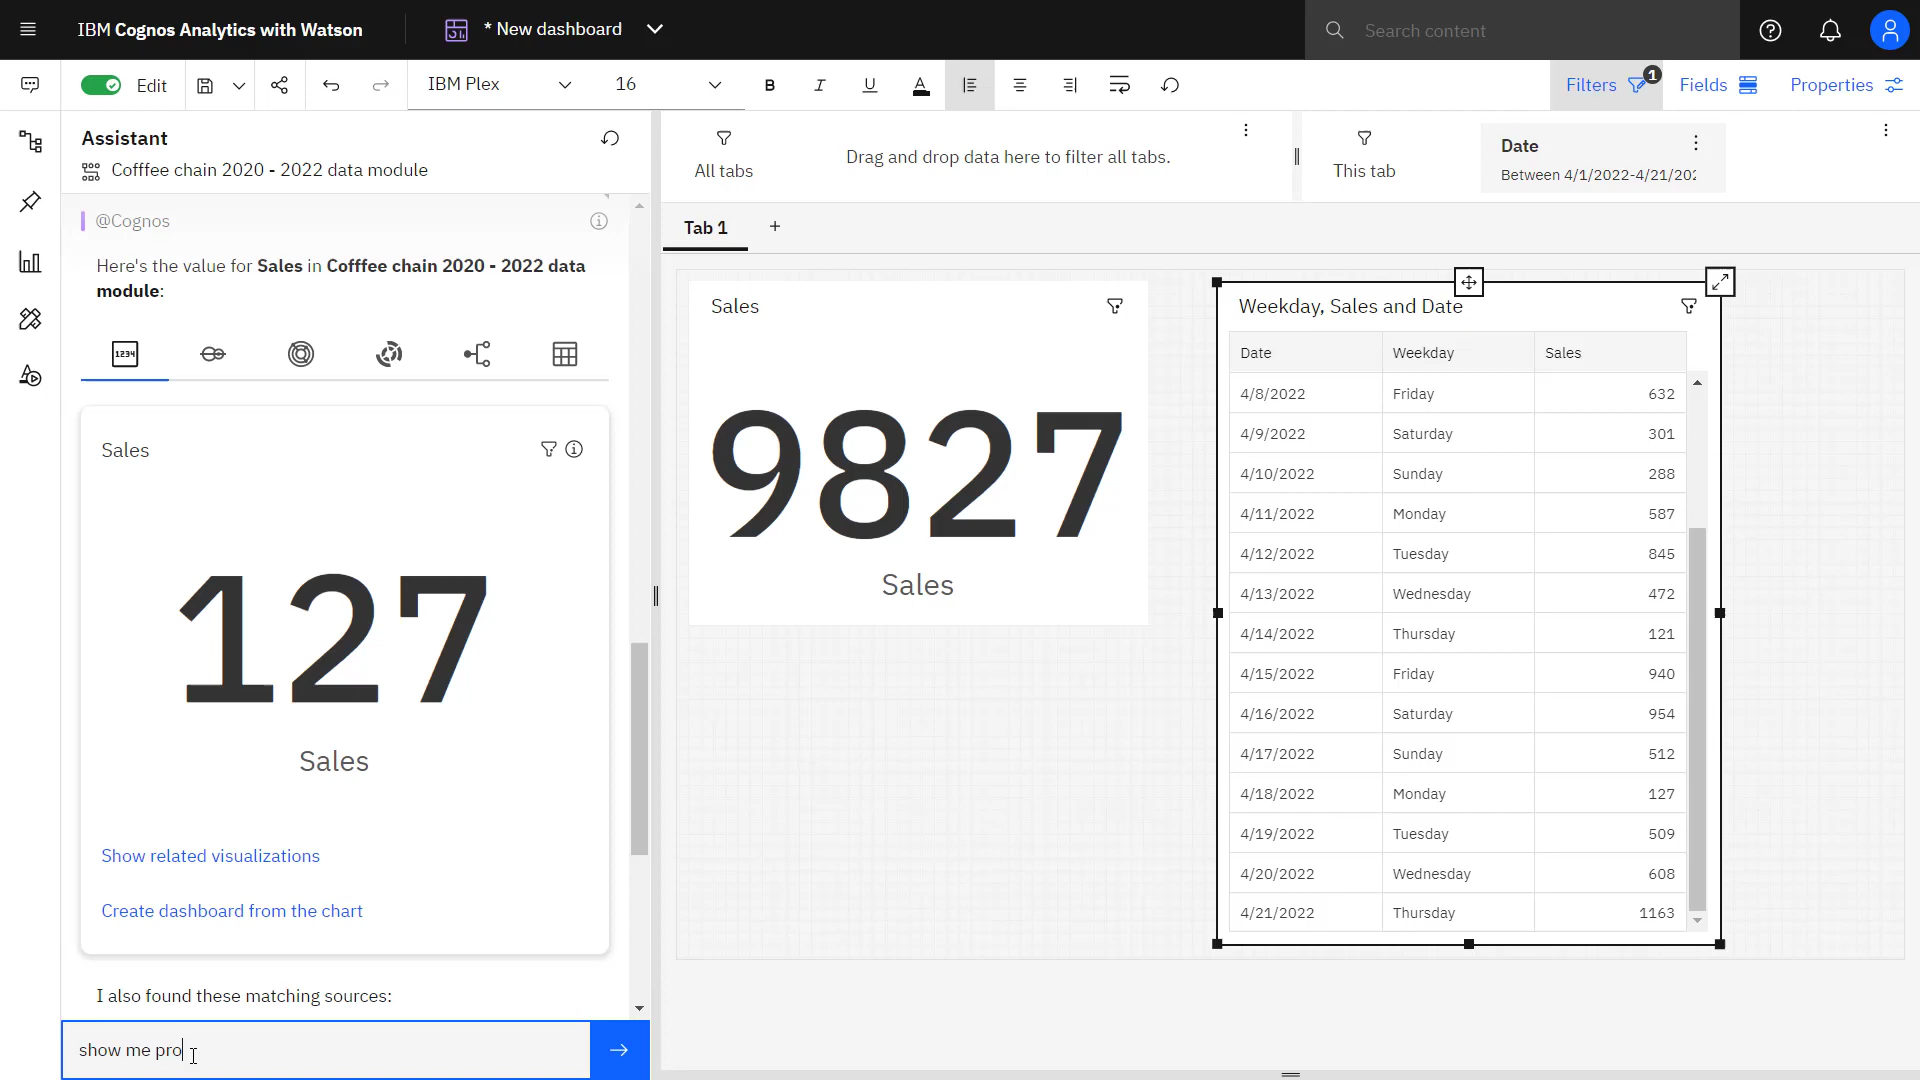 IBM Cognos Analytics with Watson
* New dashboard
Search content
Edit
IBM Plex
16
B
I
U
A
Filters
1
Fields
Properties
Assistant
Cofffee chain 2020 - 2022 data module
@Cognos
Here's the value for Sales in Cofffee chain 2020 - 2022 data
module:
1234
Sales
127
Sales
Show related visualizations
Create dashboard from the chart
I also found these matching sources:
show me pro
All tabs
Drag and drop data here to filter all tabs.
This tab
Date
Between 4/1/2022-4/21/202
Tab 1
+
Sales
9827
Sales
Weekday, Sales and Date
Date Weekday Sales
4/8/2022 Friday 632
4/9/2022 Saturday 301
4/10/2022 Sunday 288
4/11/2022 Monday 587
4/12/2022 Tuesday 845
4/13/2022 Wednesday 472
4/14/2022 Thursday 121
4/15/2022 Friday 940
4/16/2022 Saturday 954
4/17/2022 Sunday 512
4/18/2022 Monday 127
4/19/2022 Tuesday 509
4/20/2022 Wednesday 608
4/21/2022 Thursday 1163